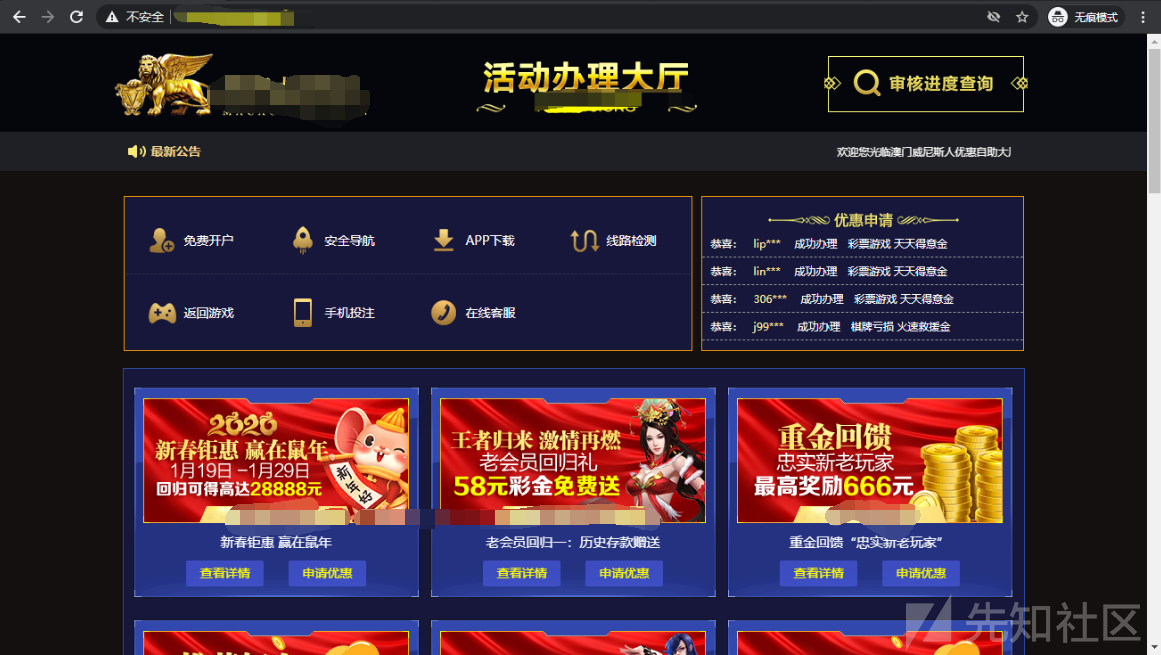 不安全
无痕模式
活动办理大厅
审核进度查询
最新公告
欢迎您光临澳门威尼斯人优惠自助大
免费开户
安全导航
APP下载
线路检测
返回游戏
手机投注
在线客服
优惠申请
恭喜: lip*** 成功办理 彩票游戏 天天得意金
恭喜: lin*** 成功办理 彩票游戏 天天得意金
恭喜: 306*** 成功办理 彩票游戏 天天得意金
恭喜: j99*** 成功办理 棋牌亏损 火速救援金
2020
新春钜惠 赢在鼠年
1月19日 –1月29日
回归可得高达28888元
新年好
新春钜惠 赢在鼠年
查看详情 申请优惠
王者归来 激情再燃
老会员回归礼
58元彩金免费送
老会员回归一：历史存款赠送
查看详情 申请优惠
重金回馈
忠实新老玩家
最高奖励666元
重金回馈“忠实新老玩家”
查看详情 申请优惠
先知社区